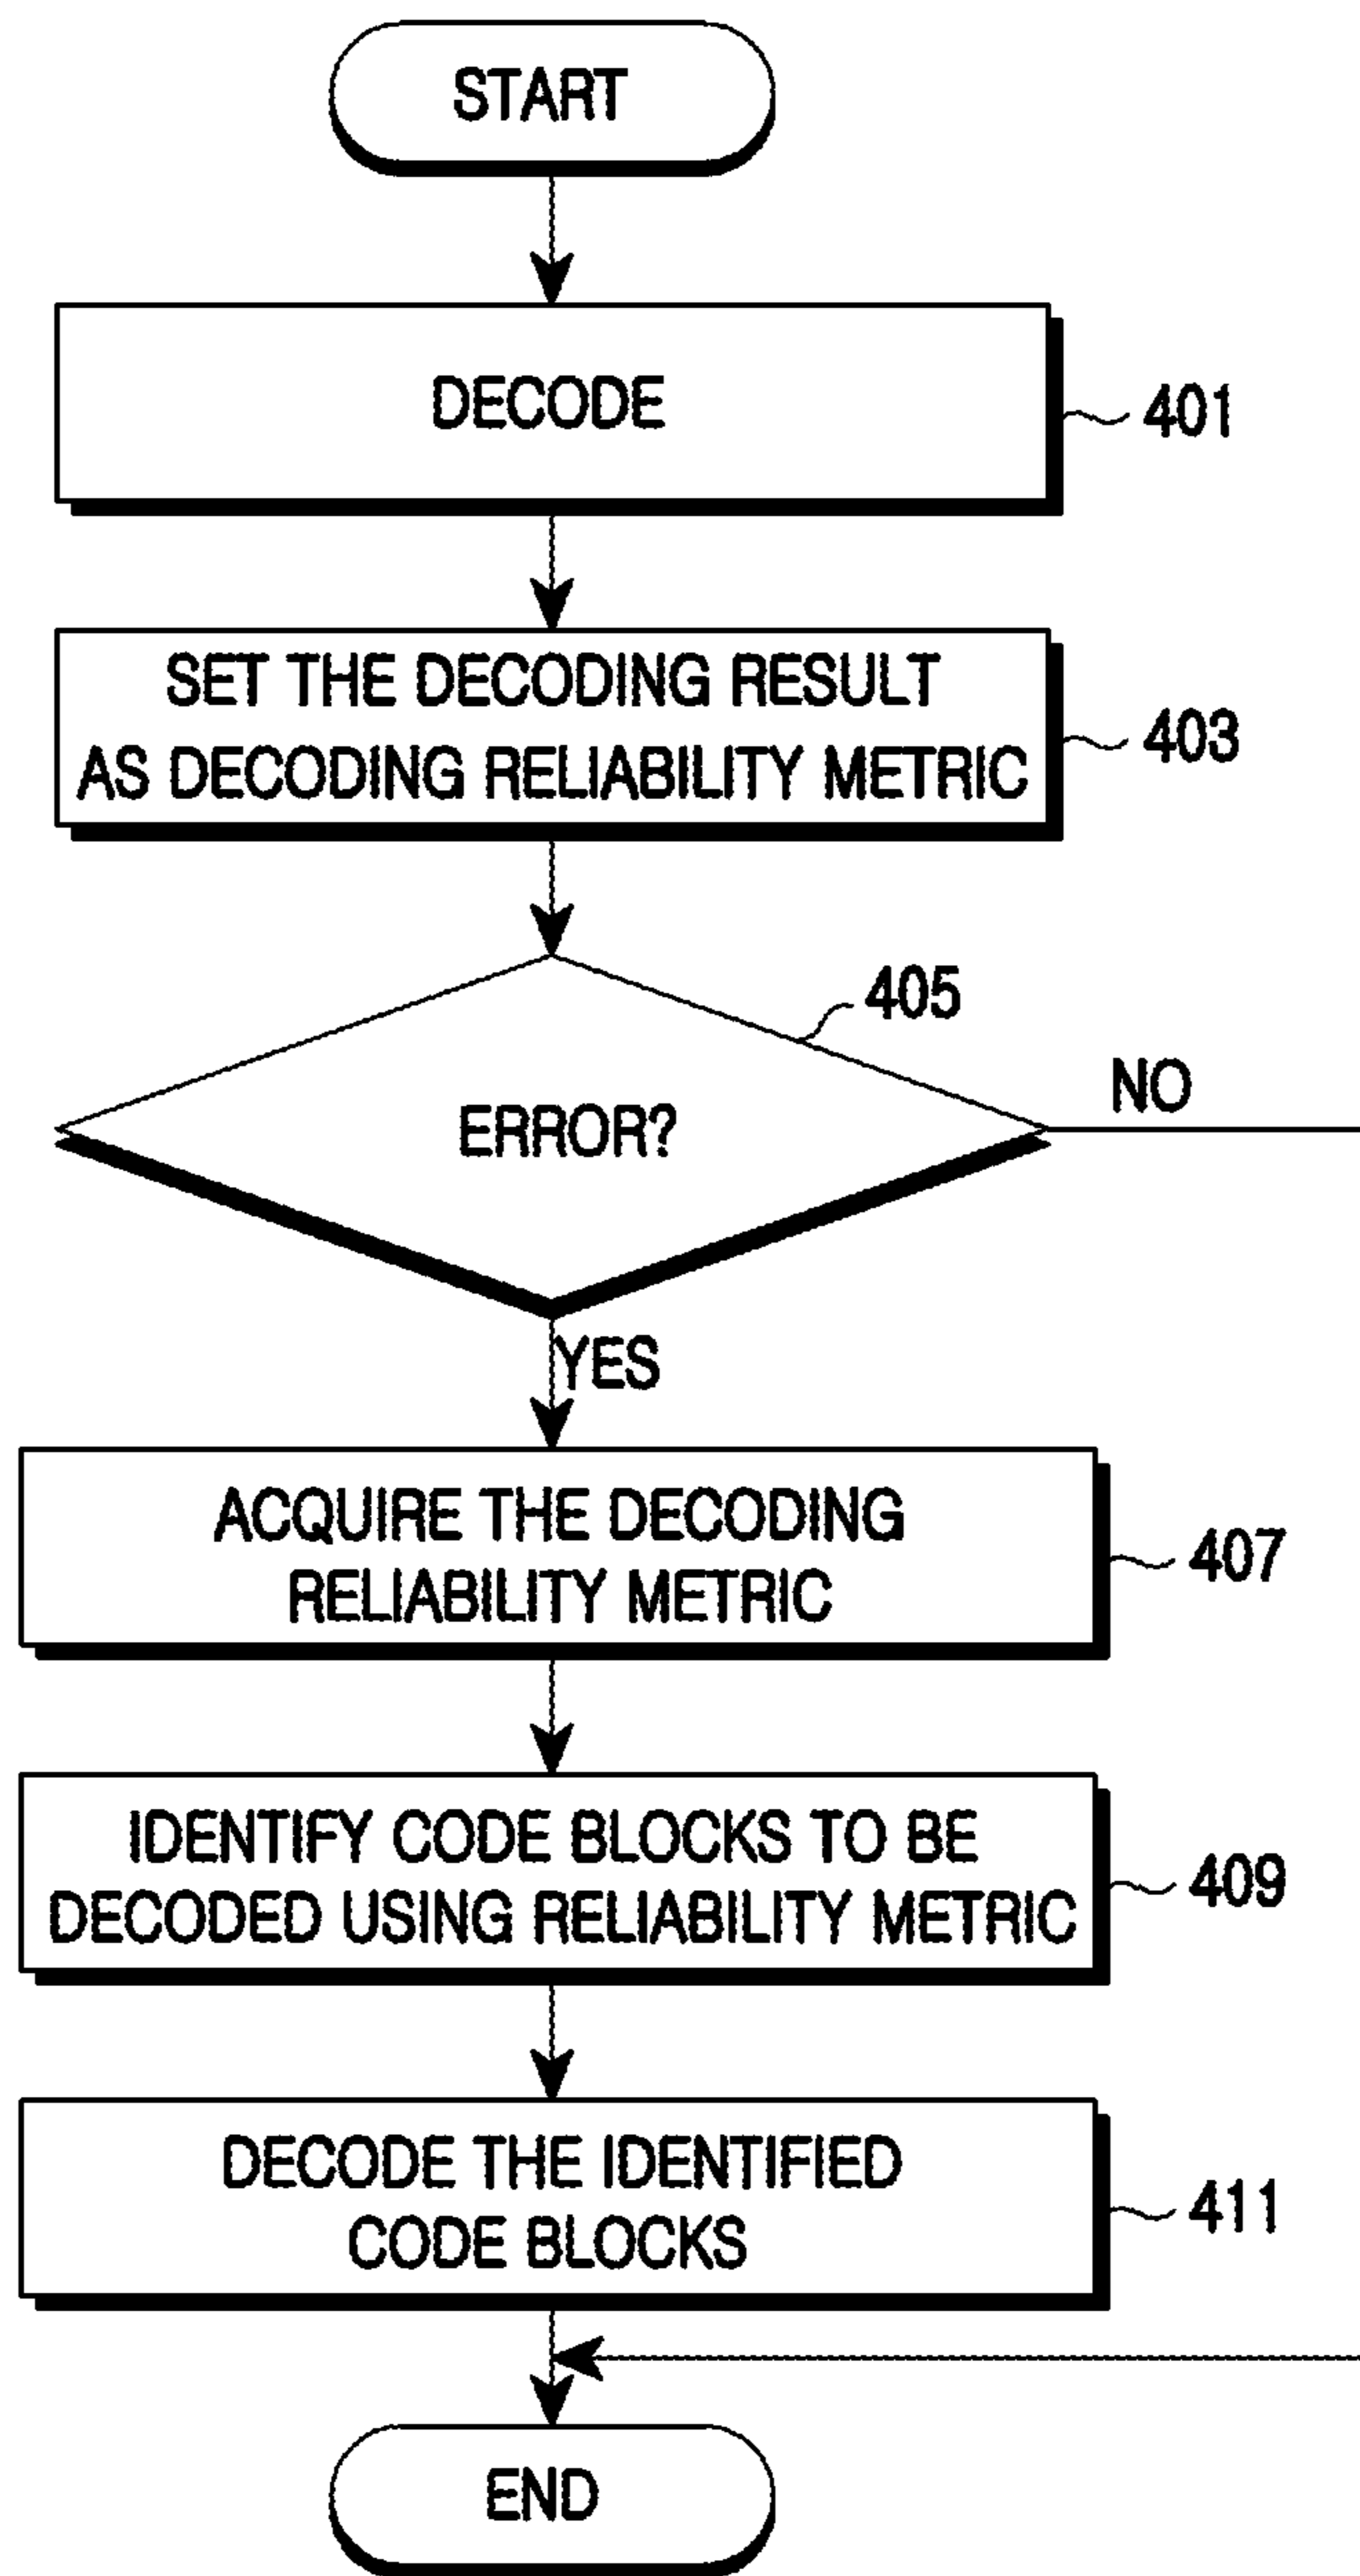 START
DECODE
401
SET THE DECODING RESULT
AS DECODING RELIABILITY METRIC
403
405
ERROR?
NO
YES
ACQUIRE THE DECODING
RELIABILITY METRIC
407
IDENTIFY CODE BLOCKS TO BE
DECODED USING RELIABILITY METRIC
409
DECODE THE IDENTIFIED
CODE BLOCKS
411
END